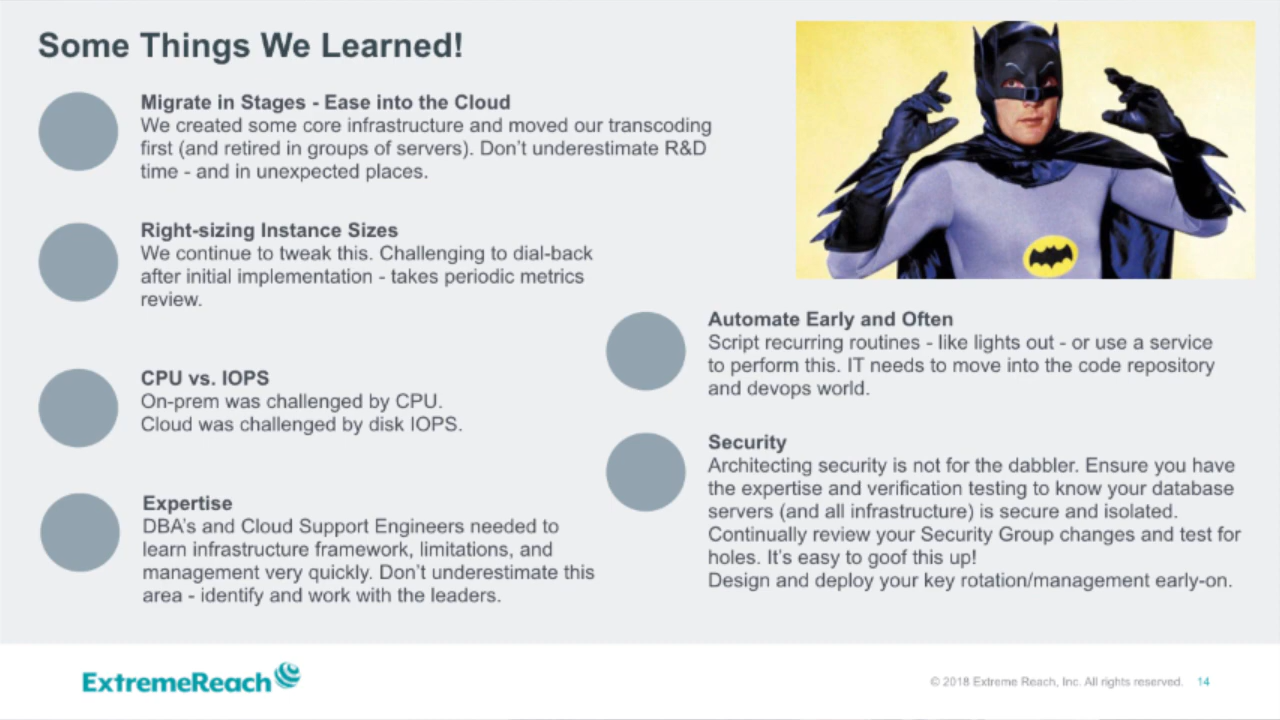 Some Things We Learned!
Migrate in Stages - Ease into the Cloud
We created some core infrastructure and moved our transcoding
first (and retired in groups of servers). Don't underestimate R&D
time - and in unexpected places.
Right-sizing Instance Sizes
We continue to tweak this. Challenging to dial-back
after initial implementation - takes periodic metrics
review.
CPU vs. IOPS
On-prem was challenged by CPU.
Cloud was challenged by disk IOPS.
Expertise
DBA's and Cloud Support Engineers needed to
learn infrastructure framework, limitations, and
management very quickly. Don't underestimate this
area - identify and work with the leaders.
Automate Early and Often
Script recurring routines - like lights out - or use a service
to perform this. IT needs to move into the code repository
and devops world.
Security
Architecting security is not for the dabbler. Ensure you have
the expertise and verification testing to know your database
servers (and all infrastructure) is secure and isolated.
Continually review your Security Group changes and test for
holes. It's easy to goof this up!
Design and deploy your key rotation/management early-on.
ExtremeReach
© 2018 Extreme Reach, Inc. All rights reserved. 14